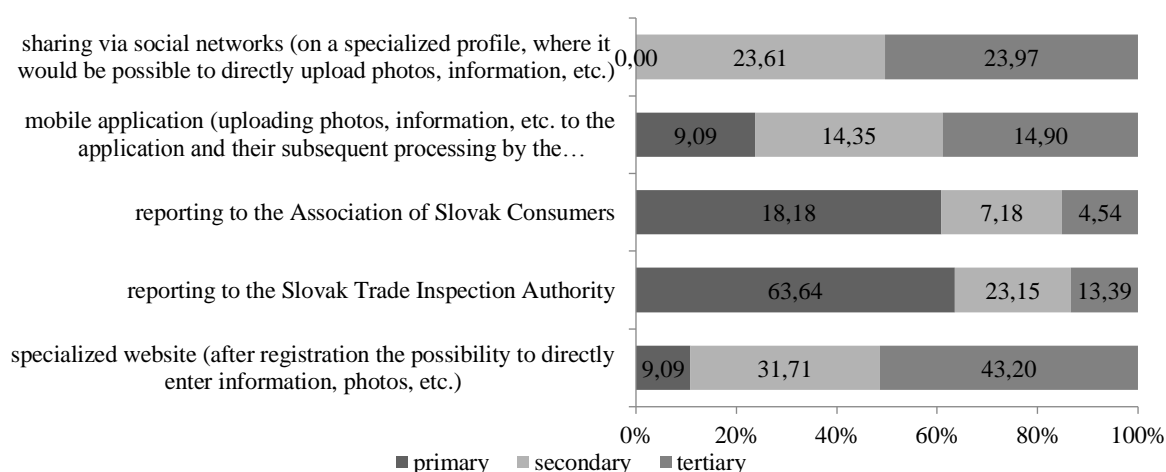 sharing via social networks (on a specialized profile, where it
would be possible to directly upload photos, information, etc.)
0,00 23,61 23,97
mobile application (uploading photos, information, etc. to the
application and their subsequent processing by the…
9,09 14,35 14,90
reporting to the Association of Slovak Consumers
18,18 7,18 4,54
reporting to the Slovak Trade Inspection Authority
63,64 23,15 13,39
specialized website (after registration the possibility to directly
enter information, photos, etc.)
9,09 31,71 43,20
0% 20% 40% 60% 80% 100%
primary secondary tertiary